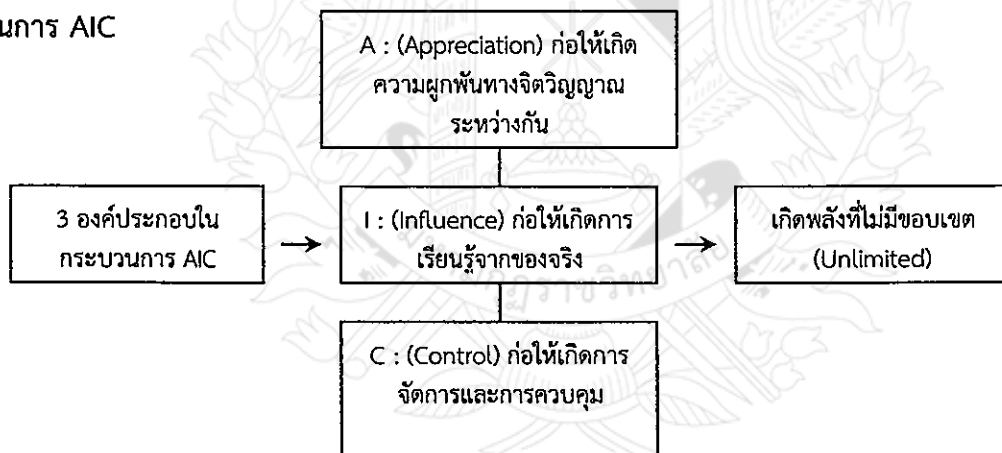 นการ AIC
A : (Appreciation) ก่อให้เกิด
ความผูกพันทางจิตวิญญาณ
ระหว่างกัน
3 องค์ประกอบใน
กระบวนการ AIC
→
I : (Influence) ก่อให้เกิดการ
เรียนรู้จากของจริง
→
เกิดพลังที่ไม่มีขอบเขต
(Unlimited)
C : (Control) ก่อให้เกิดการ
จัดการและการควบคุม